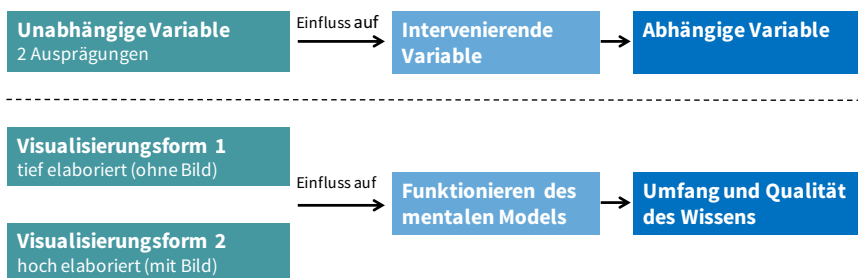 Unabhängige Variable
2 Ausprägungen
Einfluss auf
Intervenierende
Variable
Abhängige Variable
Visualisierungsform 1
tief elaboriert (ohne Bild)
Visualisierungsform 2
hoch elaboriert (mit Bild)
Einfluss auf
Funktionieren des
mentalen Models
Umfang und Qualität
des Wissens